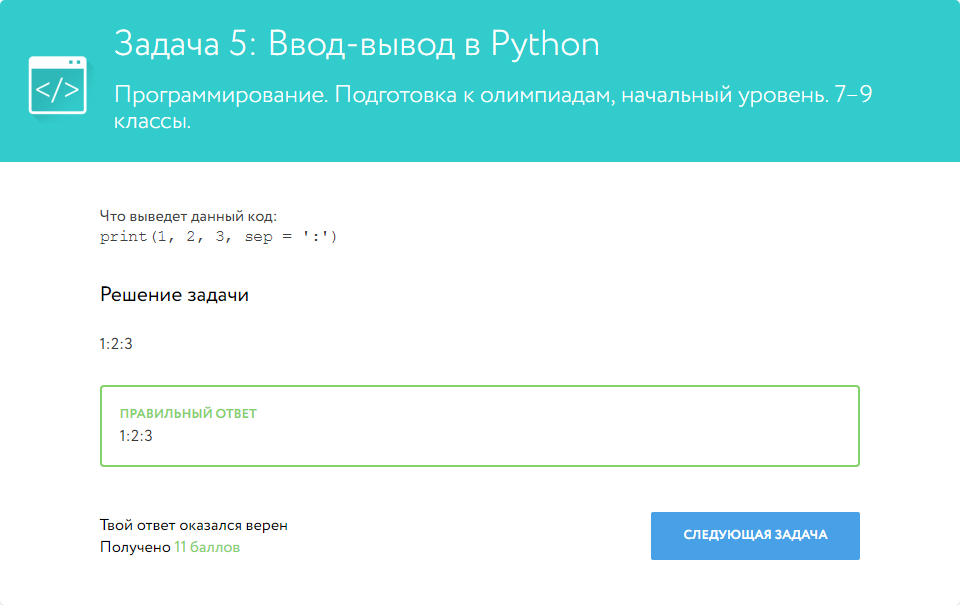 </>
Задача 5: Ввод-вывод в Python
Программирование. Подготовка к олимпиадам, начальный уровень. 7–9
классы.
Что выведет данный код:
print(1, 2, 3, sep = ':')
Решение задачи
1:2:3
ПРАВИЛЬНЫЙ ОТВЕТ
1:2:3
Твой ответ оказался верен
Получено 11 баллов
СЛЕДУЮЩАЯ ЗАДАЧА